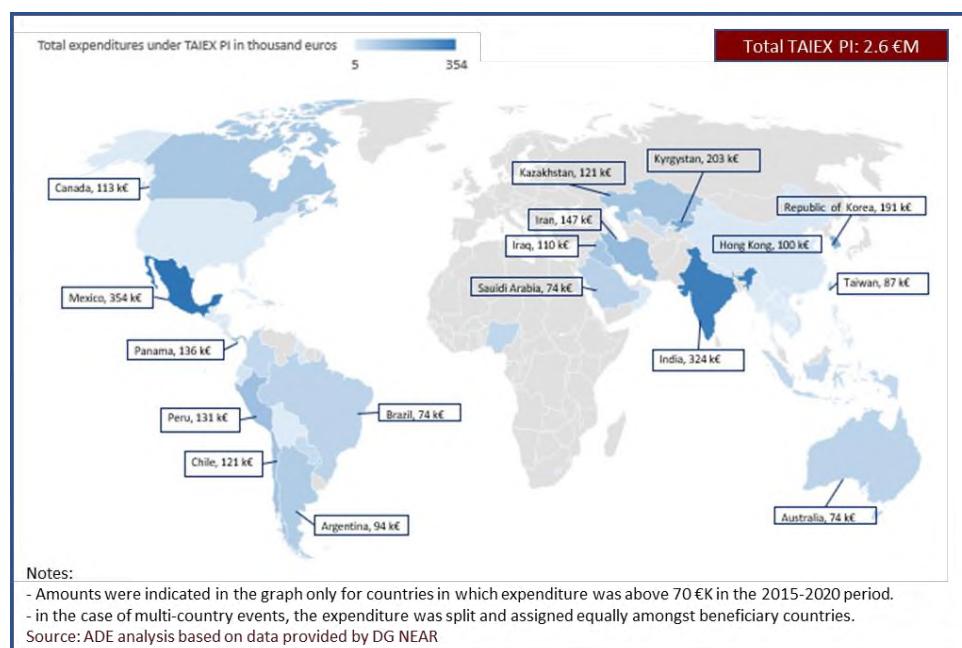 Total expenditures under TAIEX PI in thousand euros
5 354
Total TAIEX PI: 2.6 €M
Canada, 113 k€
Kazakhstan, 121 k€
Kyrgystan, 203 k€
Republic of Korea, 191 k€
Iran, 147 k€
Iraq, 110 k€
Hong Kong, 100 k€
Sauidi Arabia, 74 k€
Taiwan, 87 k€
Mexico, 354 k€
Panama, 136 k€
India, 324 k€
Peru, 131 k€
Brazil, 74 k€
Chile, 121 k€
Argentina, 94 k€
Australia, 74 k€
Notes:
- Amounts were indicated in the graph only for countries in which expenditure was above 70 €K in the 2015-2020 period.
- in the case of multi-country events, the expenditure was split and assigned equally amongst beneficiary countries.
Source: ADE analysis based on data provided by DG NEAR